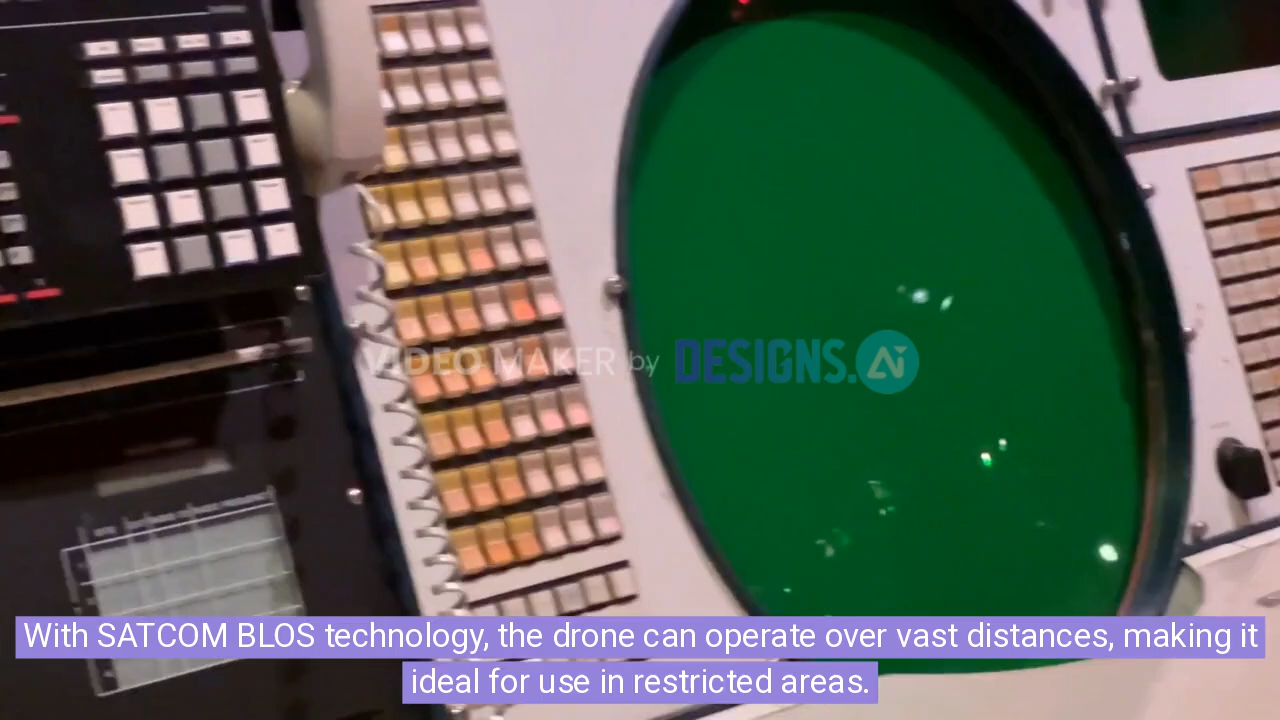 VIDEO MAKER by DESIGNS.Ai
With SATCOM BLOS technology, the drone can operate over vast distances, making it
ideal for use in restricted areas.